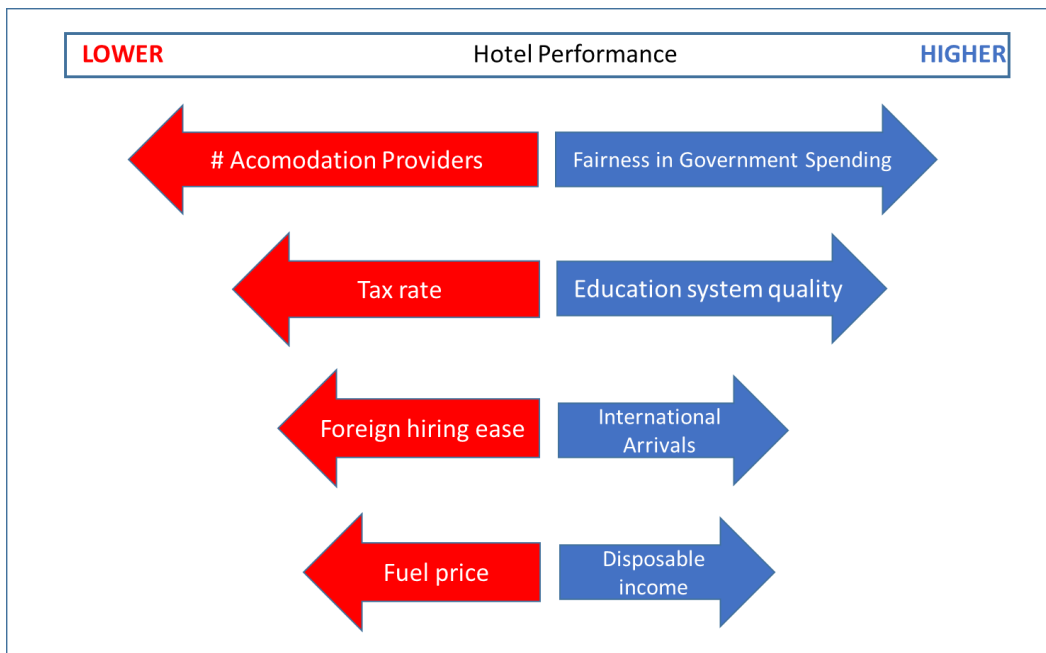 LOWER Hotel Performance HIGHER
# Acomodation Providers
Fairness in Government Spending
Tax rate
Education system quality
Foreign hiring ease
International
Arrivals
Fuel price
Disposable
income